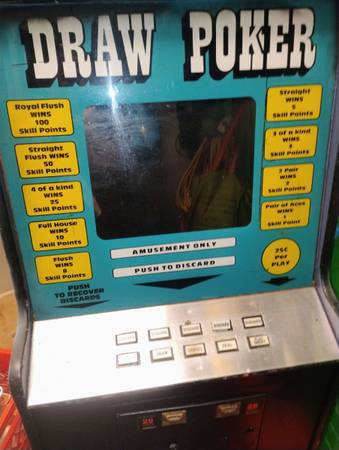 DRAW POKER
Royal Flush
WINS
100
Skill Points
Straight
Flush WINS
50
Skill Points
4 of a kind
WINS
25
Skill Points
Full House
WINS
10
Skill Points
Flush
WINS
8
Skill Points
PUSH
TO RECOVER
DISCARDS
Straight
WINS
5
Skill Points
3 of a kind
WINS
Skill Points
2 Pair
WINS
2
Skill Points
Pair of Aces
WINS
1
Skill Point
25¢
Per
PLAY
AMUSEMENT ONLY
PUSH TO DISCARD
DEAL
25